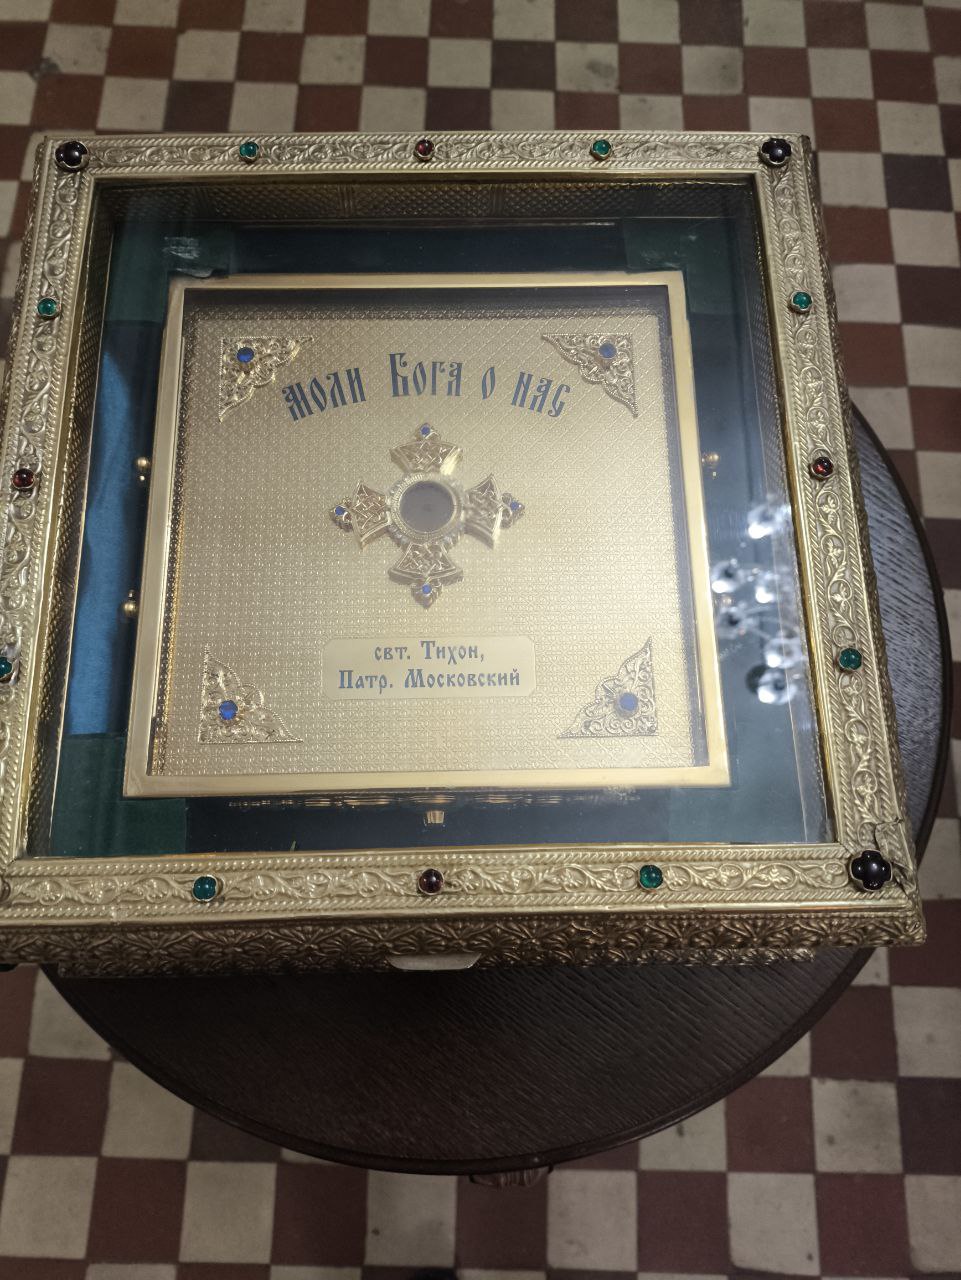 моли Бога о нас
свт. Тихон,
Патр. Московский